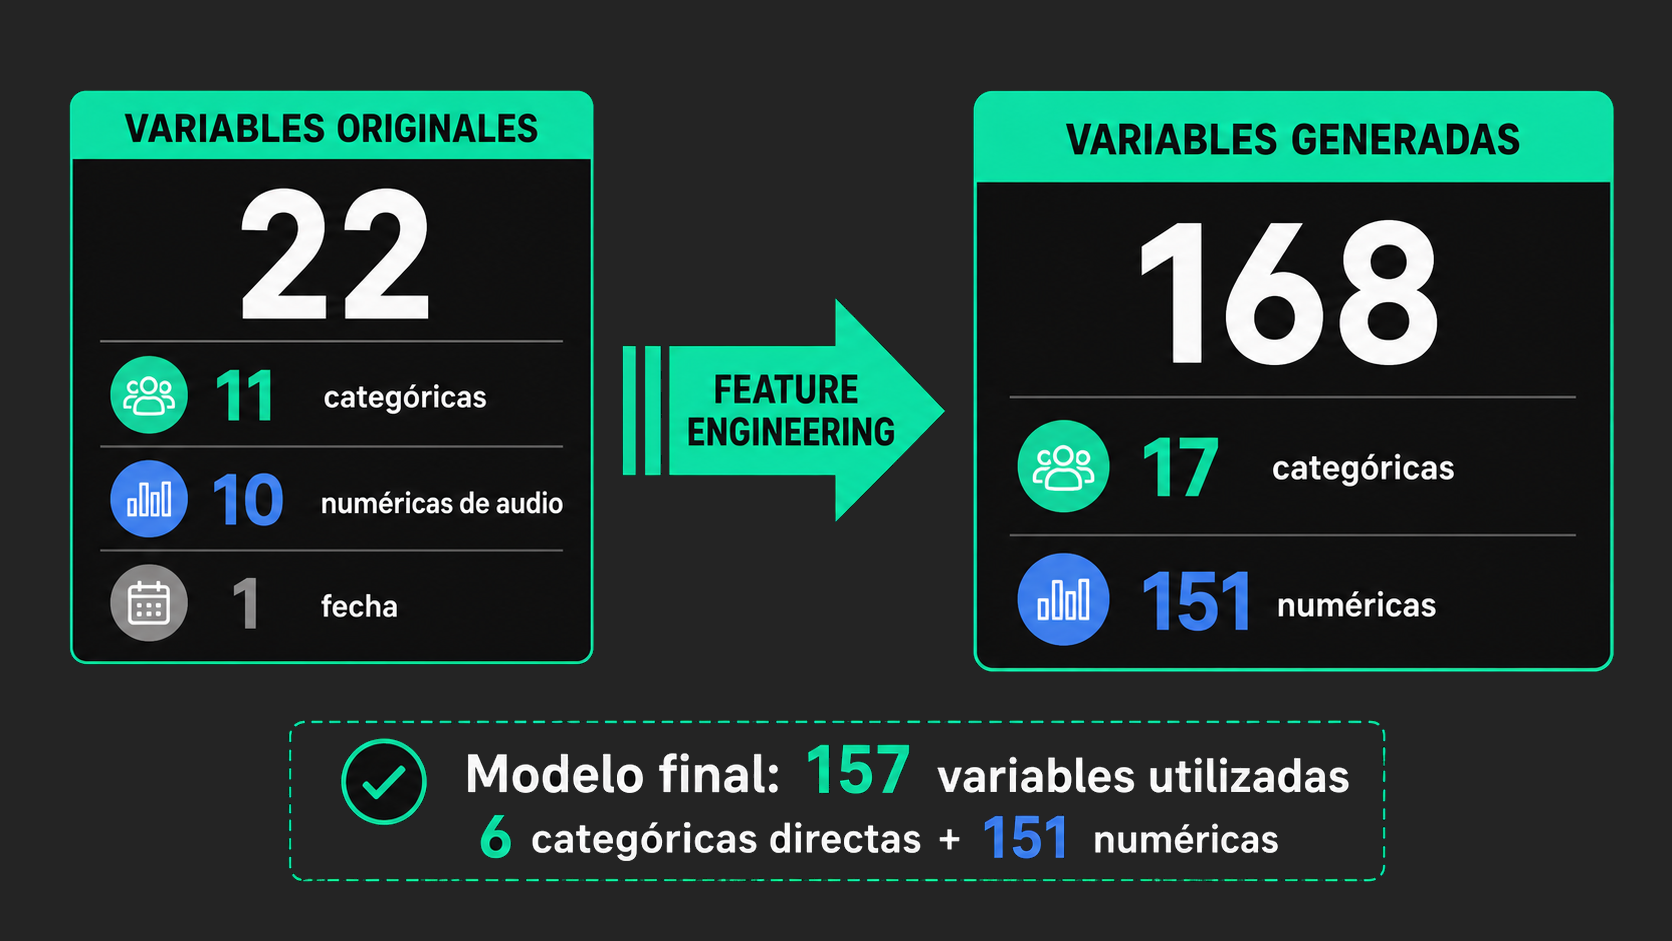 VARIABLES ORIGINALES
22
11 categóricas
10 numéricas de audio
1 fecha
FEATURE
ENGINEERING
VARIABLES GENERADAS
168
17 categóricas
151 numéricas
Modelo final: 157 variables utilizadas
6 categóricas directas + 151 numéricas